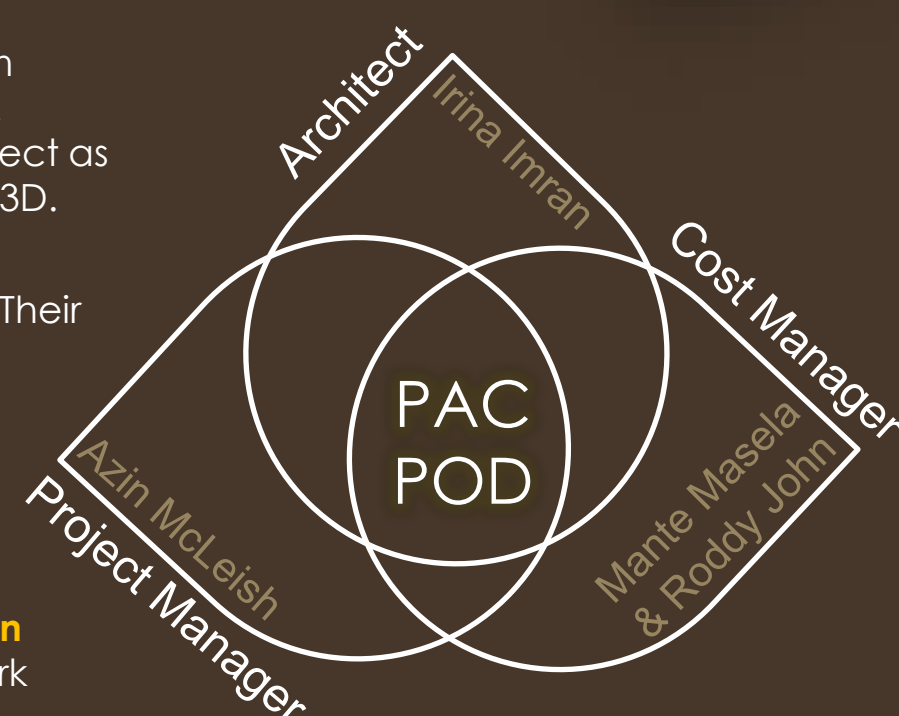 n
ect as
3D.
Their
n
rk
Architect
Irina Imran
Cost Manager
Mante Masela
& Roddy John
PAC
POD
Azin McLeish
Project Manager